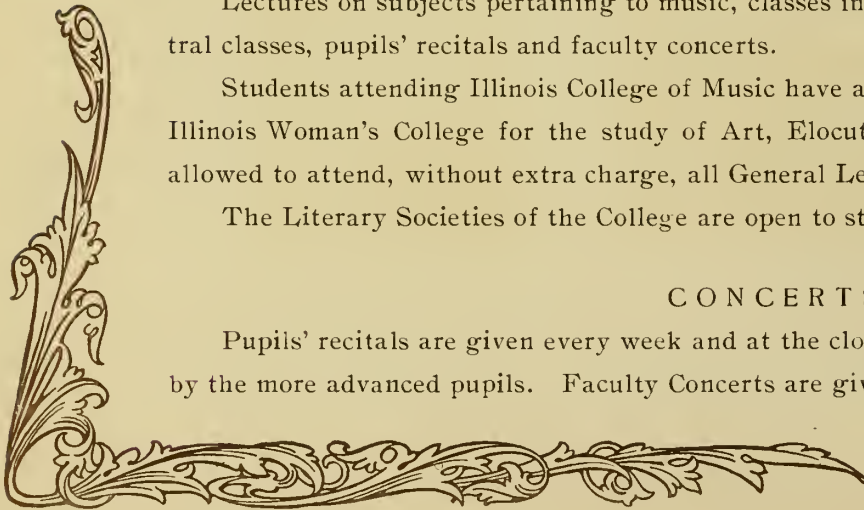 Lectures on subjects pertaining to music, classes in
tral classes, pupils' recitals and faculty concerts.
Students attending Illinois College of Music have a
Illinois Woman's College for the study of Art, Elocut
allowed to attend, without extra charge, all General Le
The Literary Societies of the College are open to st
CONCERT
Pupils' recitals are given every week and at the clo
by the more advanced pupils. Faculty Concerts are giv